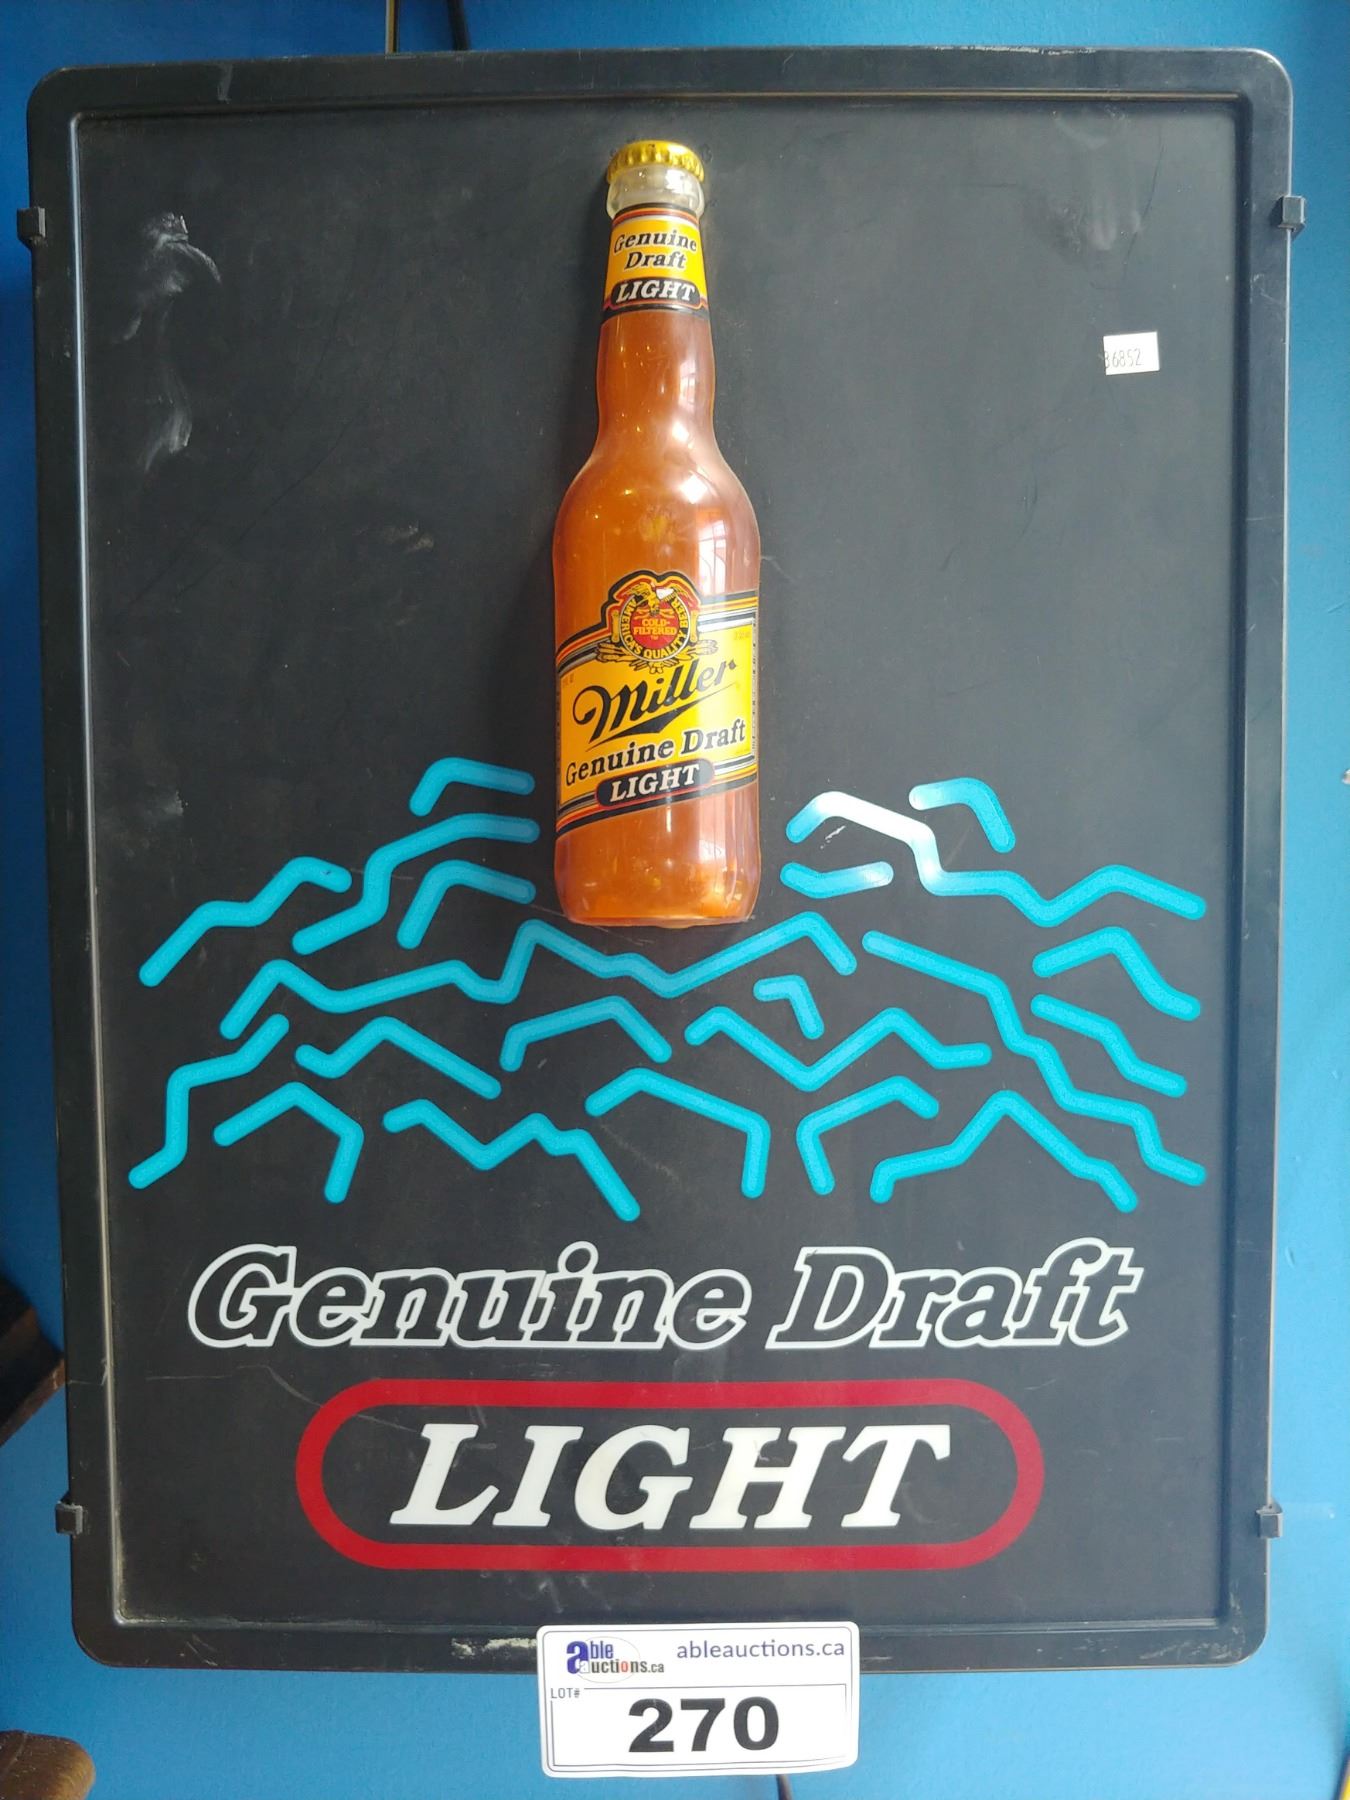 Genuine
Draft
LIGHT
36852
AMERICA'S QUALITY BEER
COLD-
FILTERED
Miller
Genuine Draft
LIGHT
Genuine Draft
LIGHT
able auctions.ca
ableauctions.ca
LOT#
270